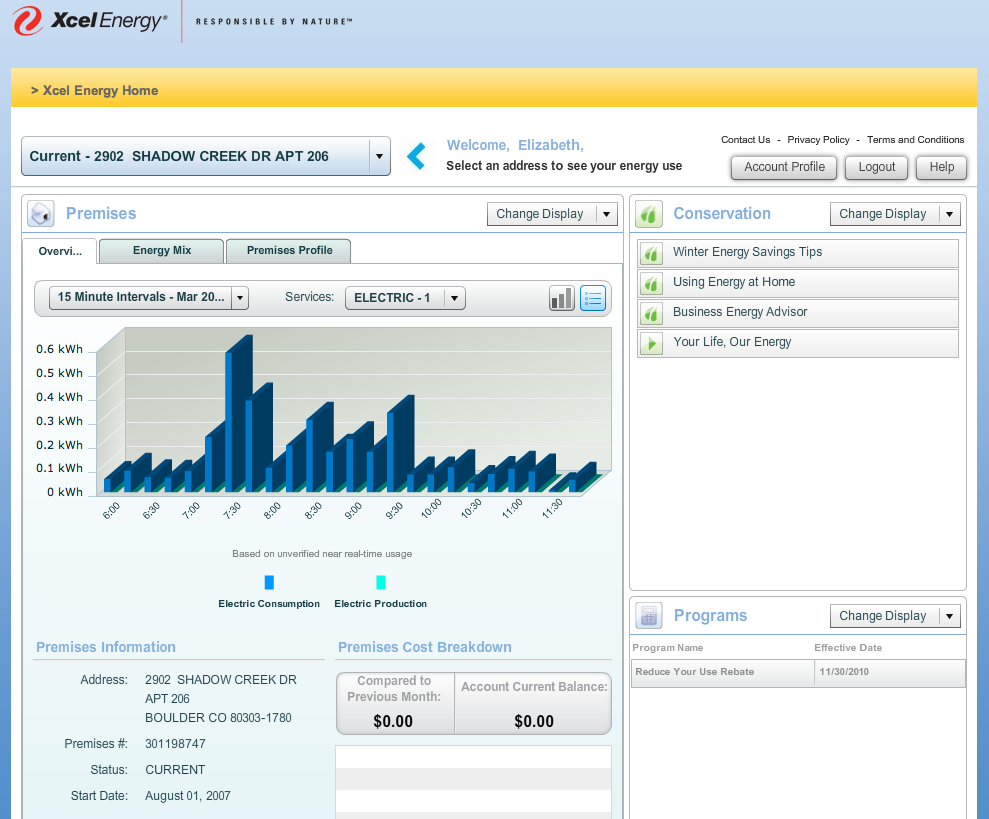 XcelEnergy®
RESPONSIBLE BY NATURE™
> Xcel Energy Home
Current - 2902 SHADOW CREEK DR APT 206
Welcome, Elizabeth,
Select an address to see your energy use
Contact Us - Privacy Policy - Terms and Conditions
Account Profile
Logout
Help
Premises
Change Display
Overvi...
Energy Mix
Premises Profile
15 Minute Intervals - Mar 20...
Services:
ELECTRIC - 1
0.6 kWh
0.5 kWh
0.4 kWh
0.3 kWh
0.2 kWh
0.1 kWh
0 kWh
6:00
6:30
7:00
7:30
8:00
8:30
9:00
9:30
10:00
10:30
11:00
11:30
Based on unverified near real-time usage
Electric Consumption
Electric Production
Premises Information
Address: 2902 SHADOW CREEK DR
APT 206
BOULDER CO 80303-1780
Premises #: 301198747
Status: CURRENT
Start Date: August 01, 2007
Premises Cost Breakdown
Compared to
Previous Month:
$0.00
Account Current Balance:
$0.00
Conservation
Change Display
Winter Energy Savings Tips
Using Energy at Home
Business Energy Advisor
Your Life, Our Energy
Programs
Change Display
Program Name
Effective Date
Reduce Your Use Rebate
11/30/2010